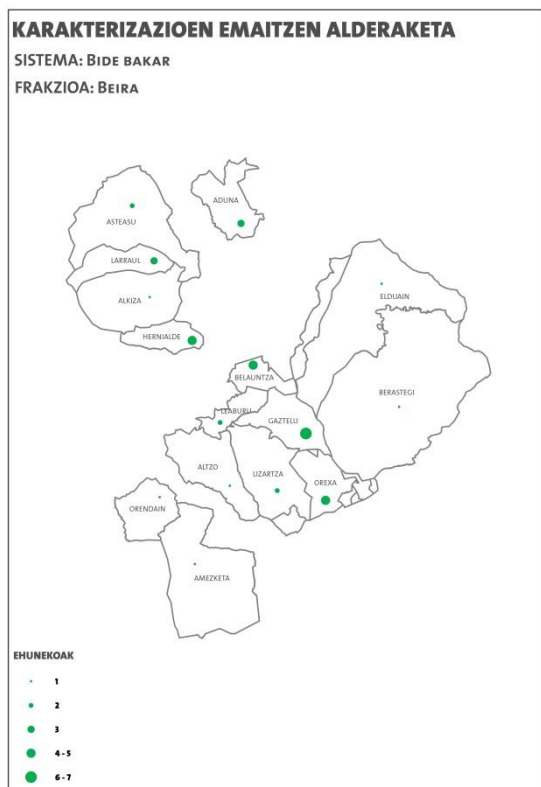 KARAKTERIZAZIOEN EMAITZEN ALDERAKETA
SISTEMA: BIDE BAKAR
FRAKZIOA: BEIRA
ADUNA
ASTEASU
LARRAUL
ALKIZA
ELDUAIN
HERNIALDE
BELAUNTZA
BERASTEGI
LEABURU
GAZTELU
ALTZO
LIZARTZA
OREXA
ORENDAIN
AMEZKETA
EHUNEKOAK
1
2
3
4 - 5
6 - 7